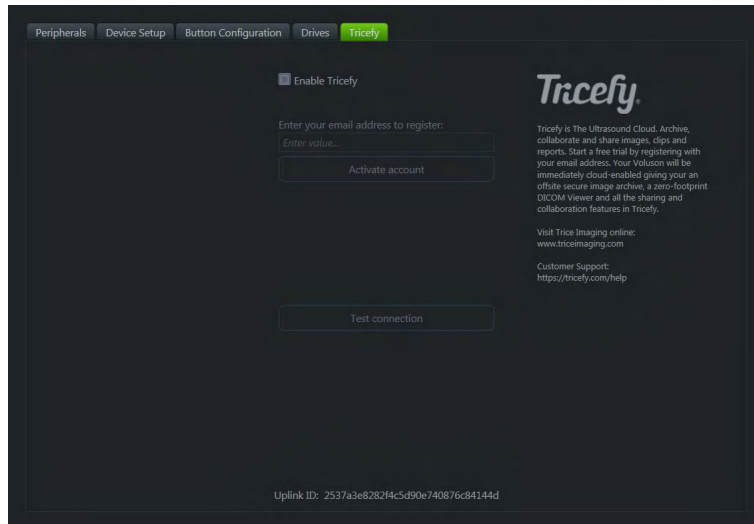 Peripherals Device Setup Button Configuration Drives Tricefy
Enable Tricefy
Enter your email address to register:
Enter value...
Activate account
Test connection
Tricefy.
Tricefy is The Ultrasound Cloud. Archive,
collaborate and share images, clips and
reports. Start a free trial by registering with
your email address. Your Voluson will be
immediately cloud-enabled giving your an
offsite secure image archive, a zero-footprint
DICOM Viewer and all the sharing and
collaboration features in Tricefy.
Visit Trice Imaging online:
www.triceimaging.com
Customer Support:
https://tricefy.com/help
Uplink ID: 2537a3e8282f4c5d90e740876c84144d